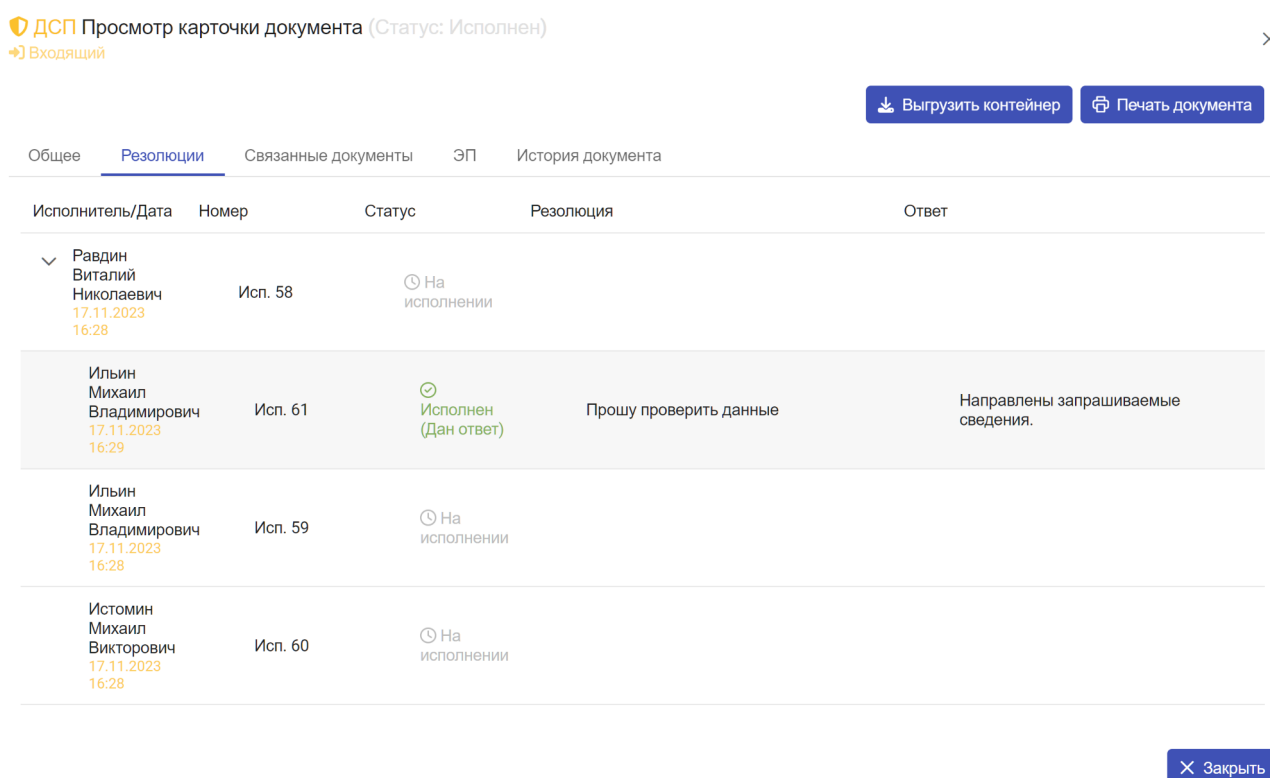 ДСП Просмотр карточки документа (Статус: Исполнен)
Входящий
Выгрузить контейнер
Печать документа
Общее
Резолюции
Связанные документы
ЭП
История документа
Исполнитель/Дата Номер Статус Резолюция Ответ
Равдин
Виталий
Николаевич
17.11.2023
16:28
Исп. 58
На
исполнении
Ильин
Михаил
Владимирович
17.11.2023
16:29
Исп. 61
Исполнен
(Дан ответ)
Прошу проверить данные
Направлены запрашиваемые
сведения.
Ильин
Михаил
Владимирович
17.11.2023
16:28
Исп. 59
На
исполнении
Истомин
Михаил
Викторович
17.11.2023
16:28
Исп. 60
На
исполнении
Закрыть